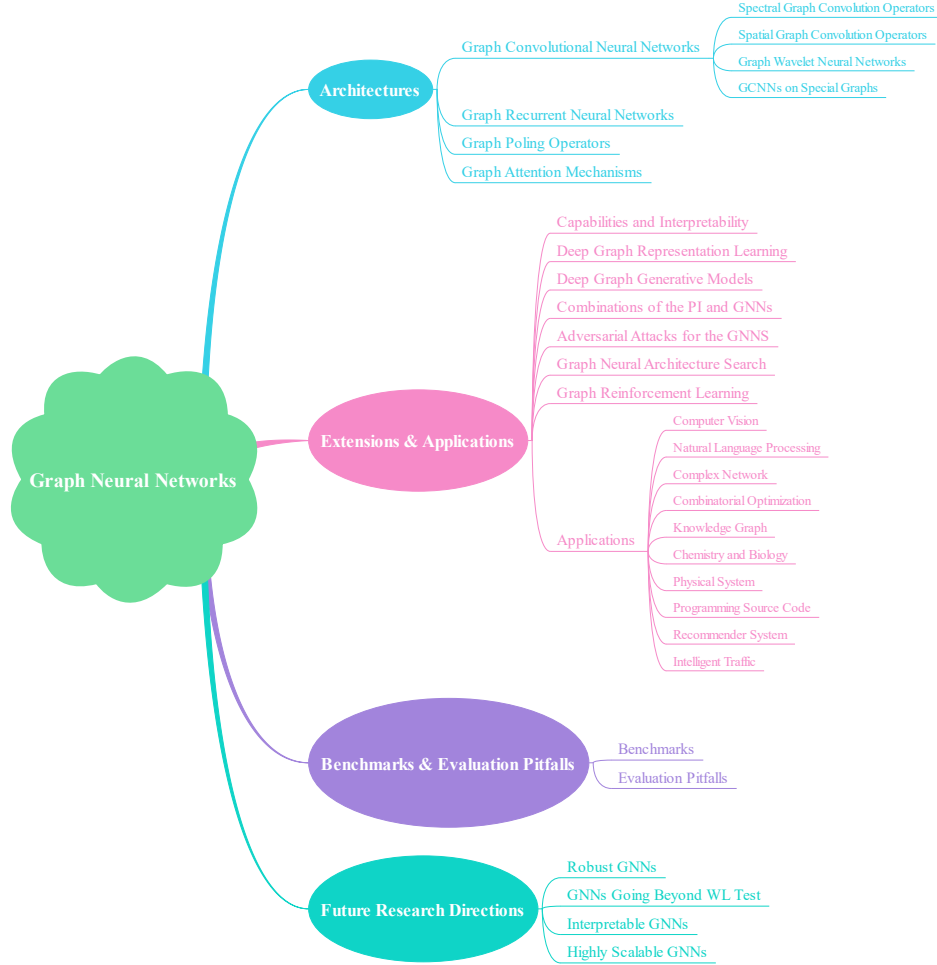 Graph Neural Networks
Architectures
Graph Convolutional Neural Networks
Spectral Graph Convolution Operators
Spatial Graph Convolution Operators
Graph Wavelet Neural Networks
GCNNs on Special Graphs
Graph Recurrent Neural Networks
Graph Poling Operators
Graph Attention Mechanisms
Extensions & Applications
Capabilities and Interpretability
Deep Graph Representation Learning
Deep Graph Generative Models
Combinations of the PI and GNNs
Adversarial Attacks for the GNNS
Graph Neural Architecture Search
Graph Reinforcement Learning
Applications
Computer Vision
Natural Language Processing
Complex Network
Combinatorial Optimization
Knowledge Graph
Chemistry and Biology
Physical System
Programming Source Code
Recommender System
Intelligent Traffic
Benchmarks & Evaluation Pitfalls
Benchmarks
Evaluation Pitfalls
Future Research Directions
Robust GNNs
GNNs Going Beyond WL Test
Interpretable GNNs
Highly Scalable GNNs